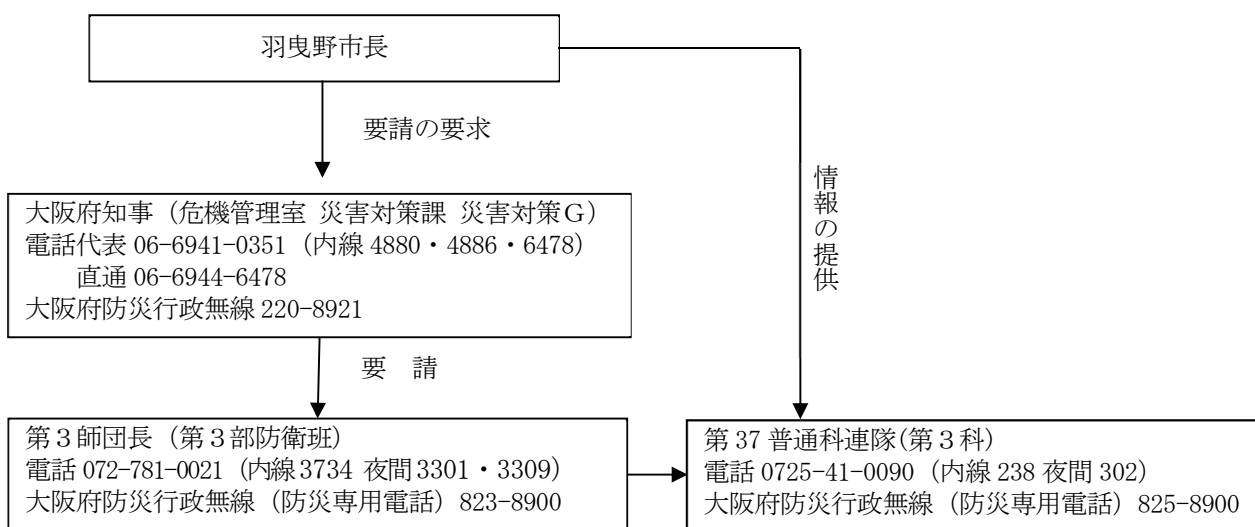 羽曳野市長
要請の要求
情報の提供
大阪府知事（危機管理室 災害対策課 災害対策Ｇ）
電話代表 06-6941-0351（内線 4880・4886・6478）
直通 06-6944-6478
大阪府防災行政無線 220-8921
要　請
第３師団長（第３部防衛班）
電話 072-781-0021（内線 3734 夜間 3301・3309）
大阪府防災行政無線（防災専用電話）823-8900
第 37 普通科連隊(第３科)
電話 0725-41-0090（内線 238 夜間 302）
大阪府防災行政無線（防災専用電話）825-8900